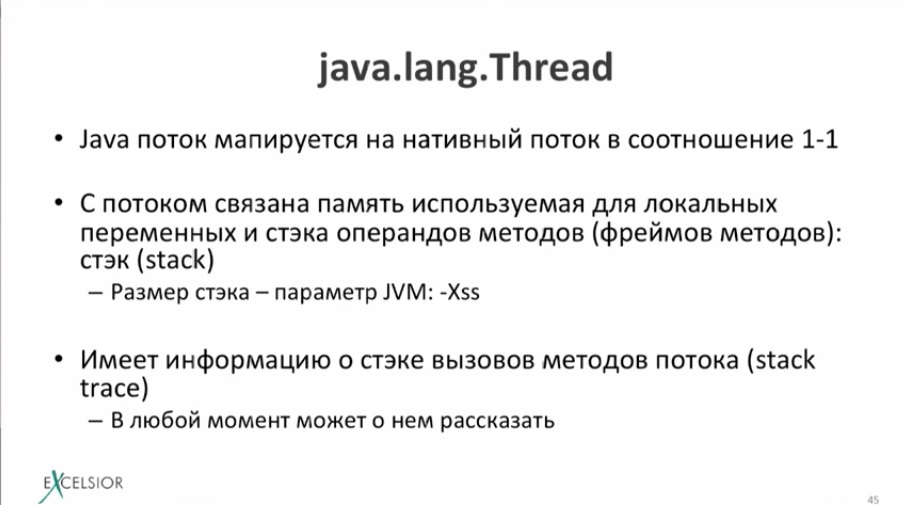 java.lang.Thread
• Java поток мапируется на нативный поток в соотношение 1-1
• С потоком связана память используемая для локальных
переменных и стэка операндов методов (фреймов методов):
стэк (stack)
– Размер стэка – параметр JVM: -Xss
• Имеет информацию о стэке вызовов методов потока (stack
trace)
– В любой момент может о нем рассказать
EXCELSIOR
45